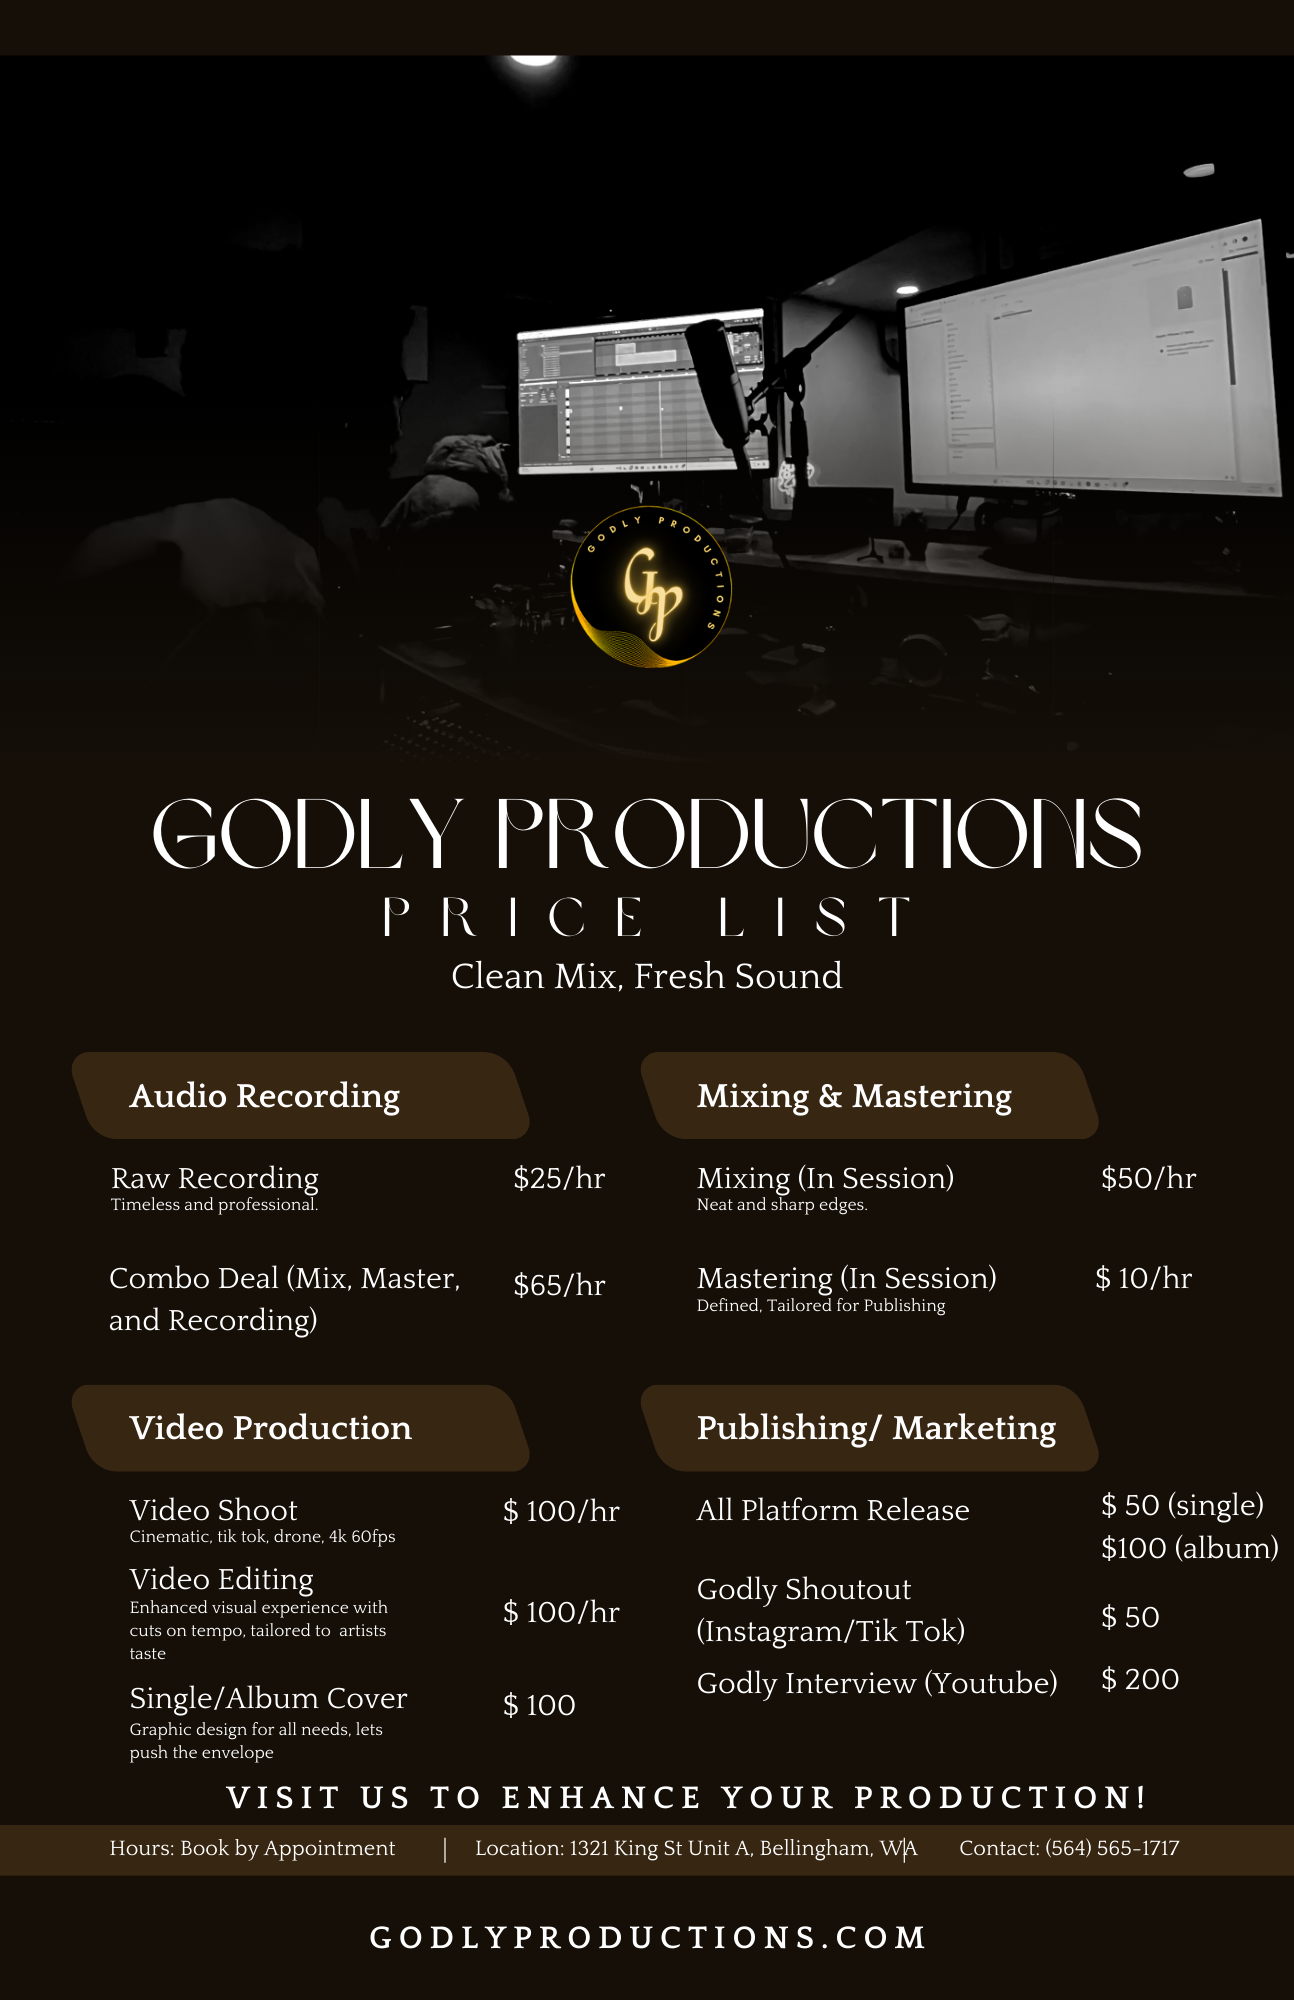 GODLY PRODUCTIONS
GP
GODLY PRODUCTIONS
PRICE LIST
Clean Mix, Fresh Sound
Audio Recording
Raw Recording $25/hr
Timeless and professional.
Combo Deal (Mix, Master, $65/hr
and Recording)
Mixing & Mastering
Mixing (In Session) $50/hr
Neat and sharp edges.
Mastering (In Session) $ 10/hr
Defined, Tailored for Publishing
Video Production
Video Shoot $ 100/hr
Cinematic, tik tok, drone, 4k 60fps
Video Editing
Enhanced visual experience with $ 100/hr
cuts on tempo, tailored to artists
taste
Single/Album Cover $ 100
Graphic design for all needs, lets
push the envelope
Publishing/ Marketing
All Platform Release $ 50 (single)
$100 (album)
Godly Shoutout
(Instagram/Tik Tok) $ 50
Godly Interview (Youtube) $ 200
VISIT US TO ENHANCE YOUR PRODUCTION!
Hours: Book by Appointment | Location: 1321 King St Unit A, Bellingham, WA | Contact: (564) 565-1717
GODLYPRODUCTIONS.COM